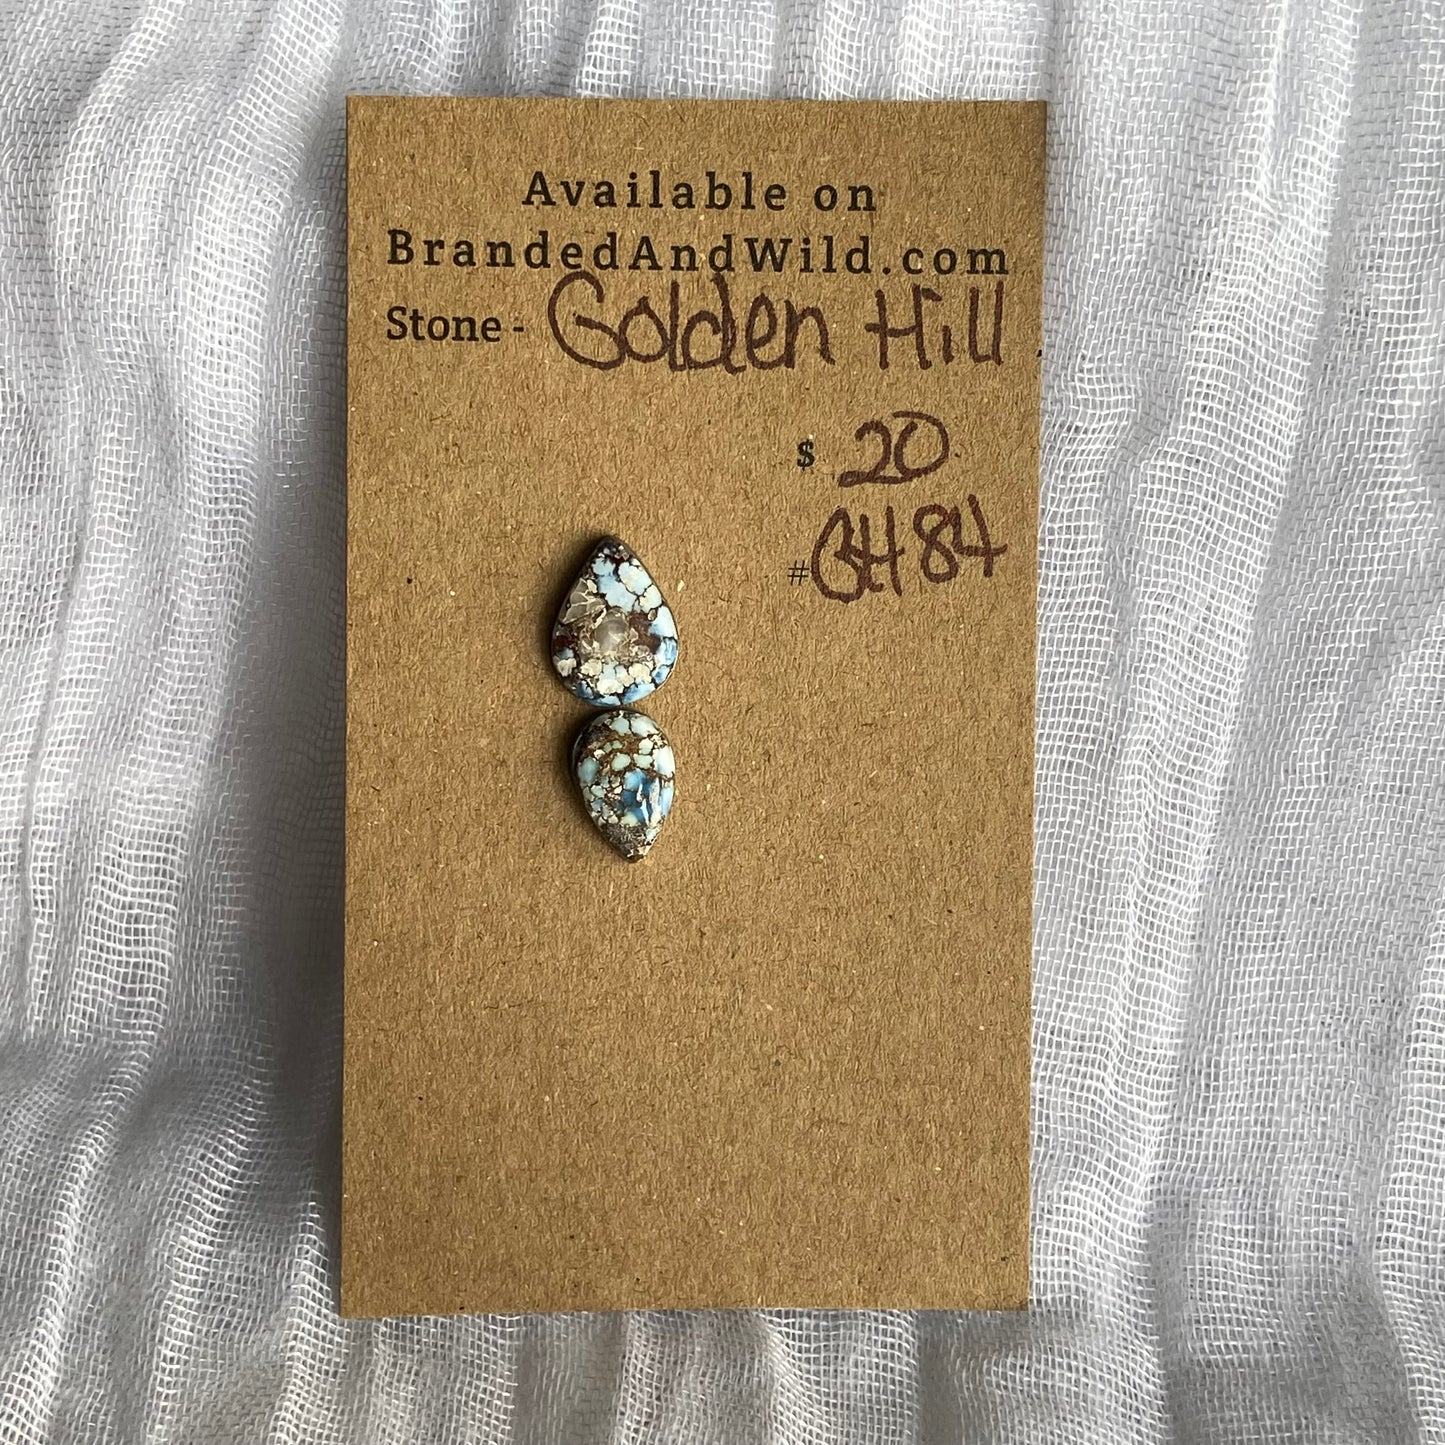 Available on
BrandedAndWild.com
Stone - Golden Hill
$ 20
# GH84